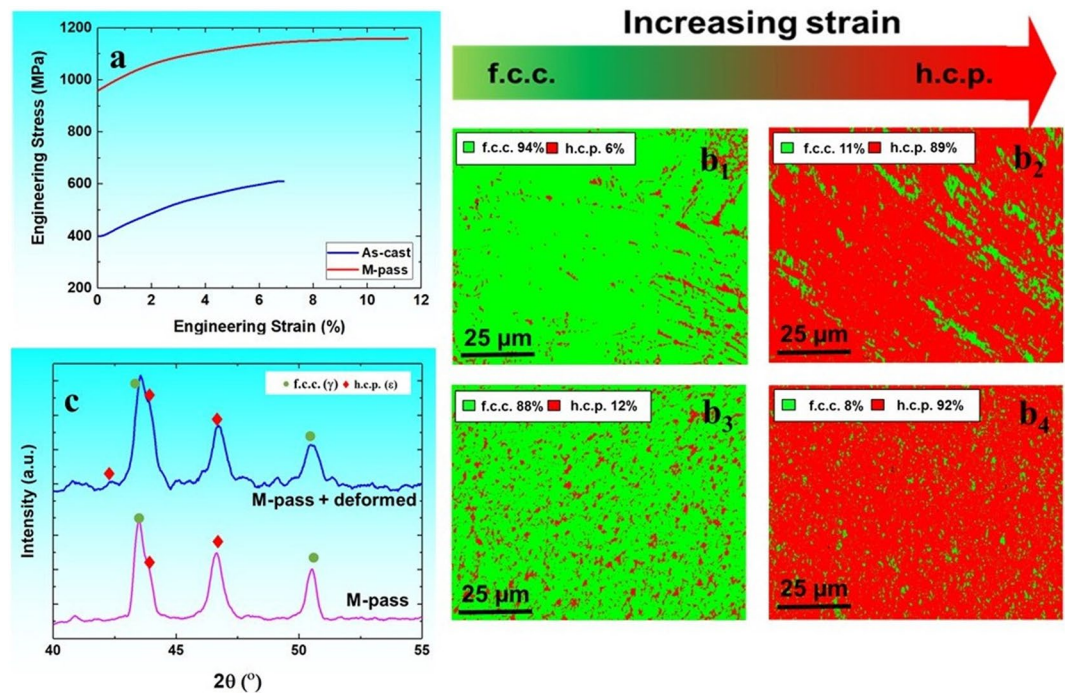 a
1200
1000
800
600
400
200
0 2 4 6 8 10 12
Engineering Stress (MPa)
Engineering Strain (%)
As-cast
M-pass
Increasing strain
f.c.c. h.c.p.
f.c.c. 94% h.c.p. 6%
b1
25 µm
f.c.c. 11% h.c.p. 89%
b2
25 µm
c
f.c.c. (γ) h.c.p. (ε)
Intensity (a.u.)
M-pass + deformed
M-pass
40 45 50 55
2θ (°)
f.c.c. 88% h.c.p. 12%
b3
25 µm
f.c.c. 8% h.c.p. 92%
b4
25 µm